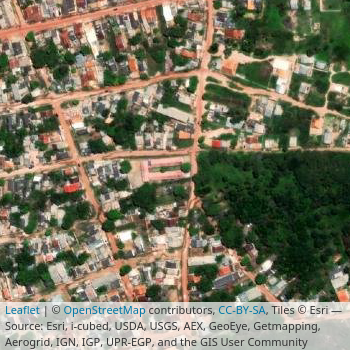 Leaflet | © OpenStreetMap contributors, CC-BY-SA, Tiles © Esri —
Source: Esri, i-cubed, USDA, USGS, AEX, GeoEye, Getmapping,
Aerogrid, IGN, IGP, UPR-EGP, and the GIS User Community